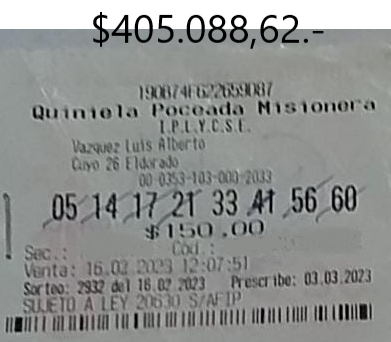 $405.088,62.-
190874F622659087
Quiniela Poceada Misionera
I.P.L.Y.C.S.E.
Vazquez Luis Alberto
Cuyo 26 Eldorado
00-0353-103-000-2033
05 14 17 21 33 41 56 60
$150.00
Sec.: Cod.:
Venta: 16.02.2023 12:07:51
Sorteo: 2932 del 16.02.2023 Prescribe: 03.03.2023
SUJETO A LEY 20630 S/AFIP